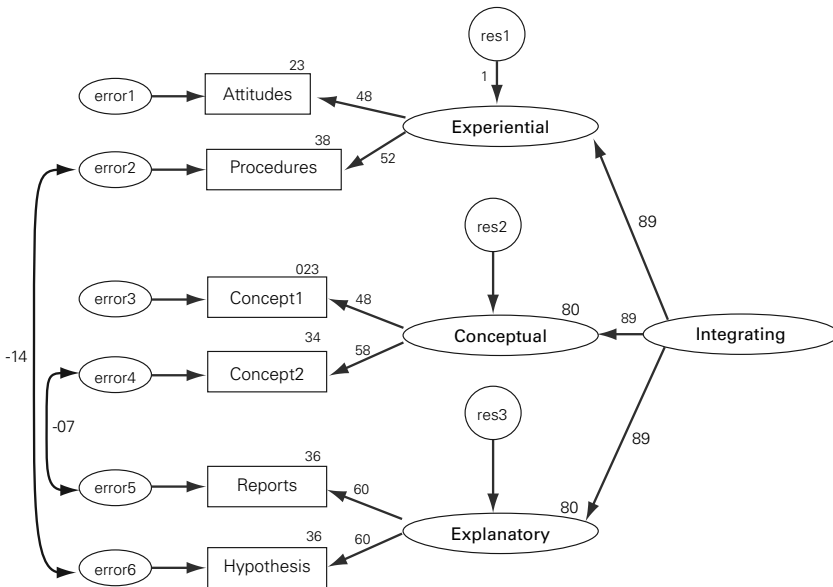 res1
23
1
error1
Attitudes
48
Experiential
38
error2
Procedures
52
res2
89
023
error3
Concept1
48
80
Conceptual
89
Integrating
34
58
-14
error4
Concept2
res3
-07
89
36
error5
Reports
60
80
Explanatory
36
60
error6
Hypothesis